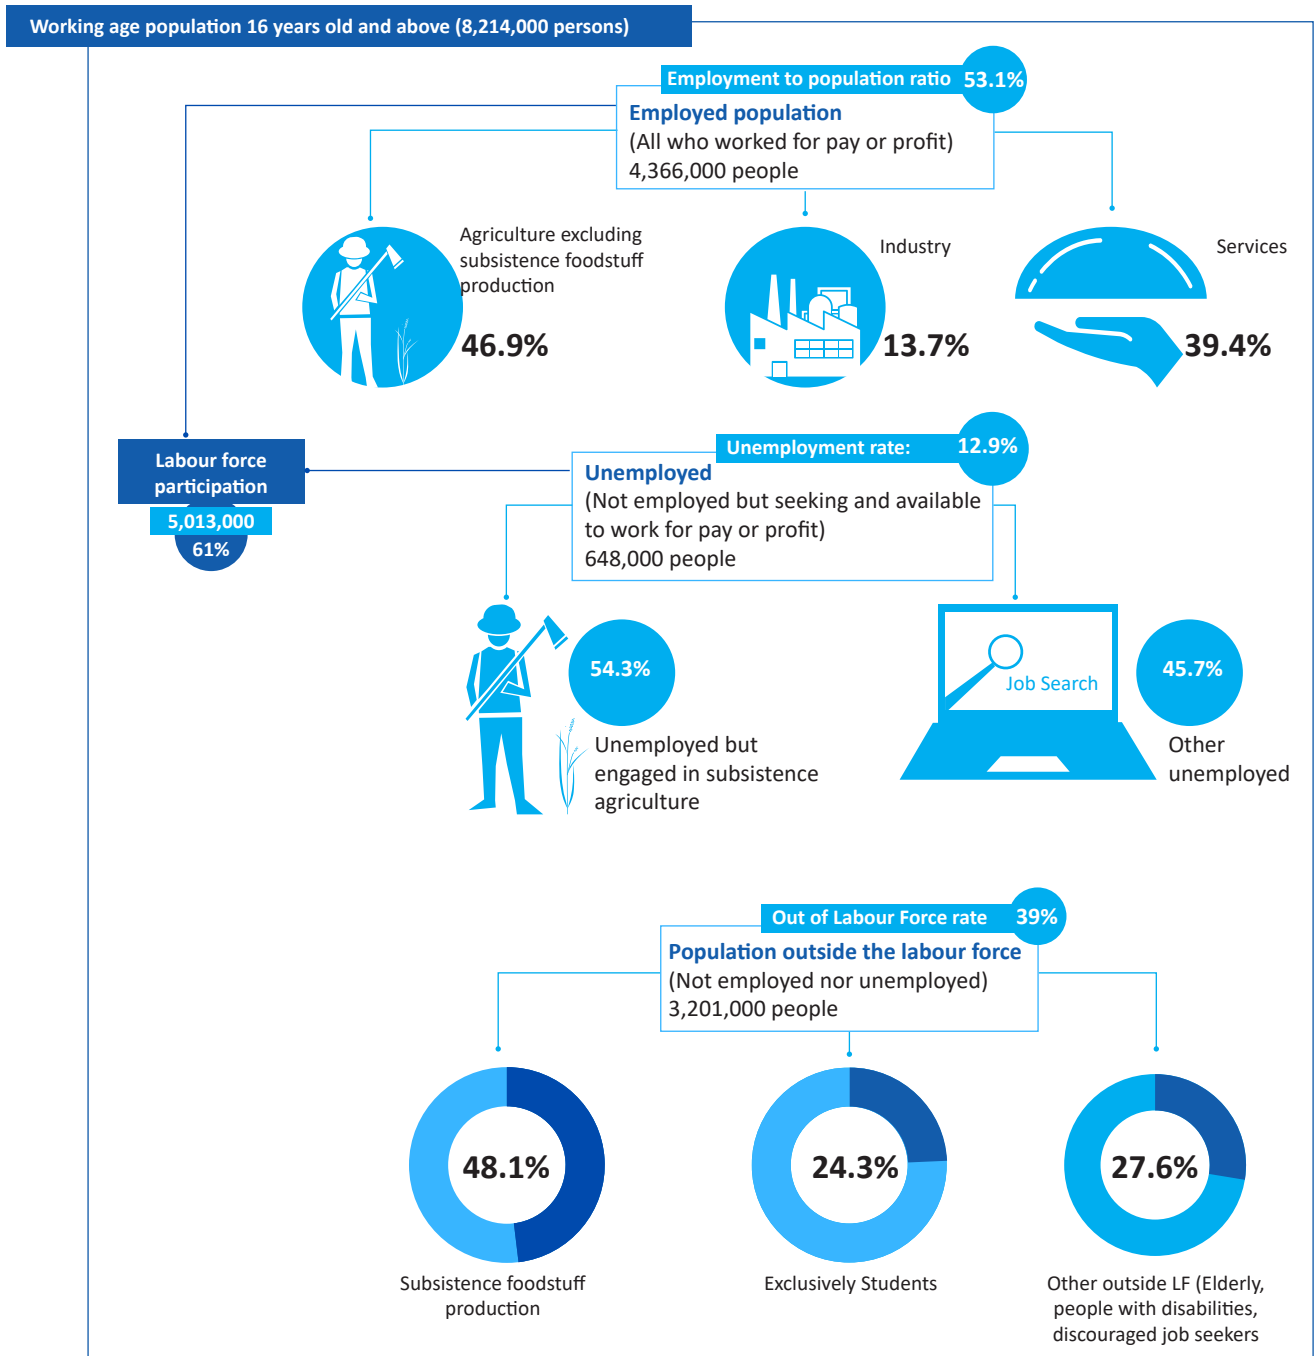 Working age population 16 years old and above (8,214,000 persons)
Employment to population ratio 53.1%
Employed population
(All who worked for pay or profit)
4,366,000 people
Agriculture excluding
subsistence foodstuff
production
46.9%
Industry
13.7%
Services
39.4%
Labour force
participation
5,013,000
61%
Unemployment rate: 12.9%
Unemployed
(Not employed but seeking and available
to work for pay or profit)
648,000 people
54.3%
Unemployed but
engaged in subsistence
agriculture
Job Search
45.7%
Other
unemployed
Out of Labour Force rate 39%
Population outside the labour force
(Not employed nor unemployed)
3,201,000 people
48.1%
Subsistence foodstuff
production
24.3%
Exclusively Students
27.6%
Other outside LF (Elderly,
people with disabilities,
discouraged job seekers